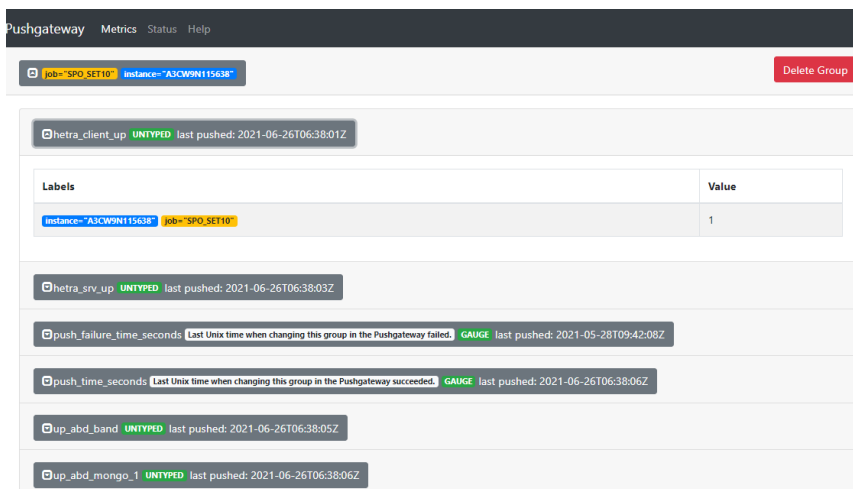 Pushgateway Metrics Status Help
job="SPO_SET10" instance="A3CW9N115638" Delete Group
hetra_client_up UNTYPED last pushed: 2021-06-26T06:38:01Z
Labels Value
instance="A3CW9N115638" job="SPO_SET10" 1
hetra_srv_up UNTYPED last pushed: 2021-06-26T06:38:03Z
push_failure_time_seconds Last Unix time when changing this group in the Pushgateway failed. GAUGE last pushed: 2021-05-28T09:42:08Z
push_time_seconds Last Unix time when changing this group in the Pushgateway succeeded. GAUGE last pushed: 2021-06-26T06:38:06Z
up_abd_band UNTYPED last pushed: 2021-06-26T06:38:05Z
up_abd_mongo_1 UNTYPED last pushed: 2021-06-26T06:38:06Z